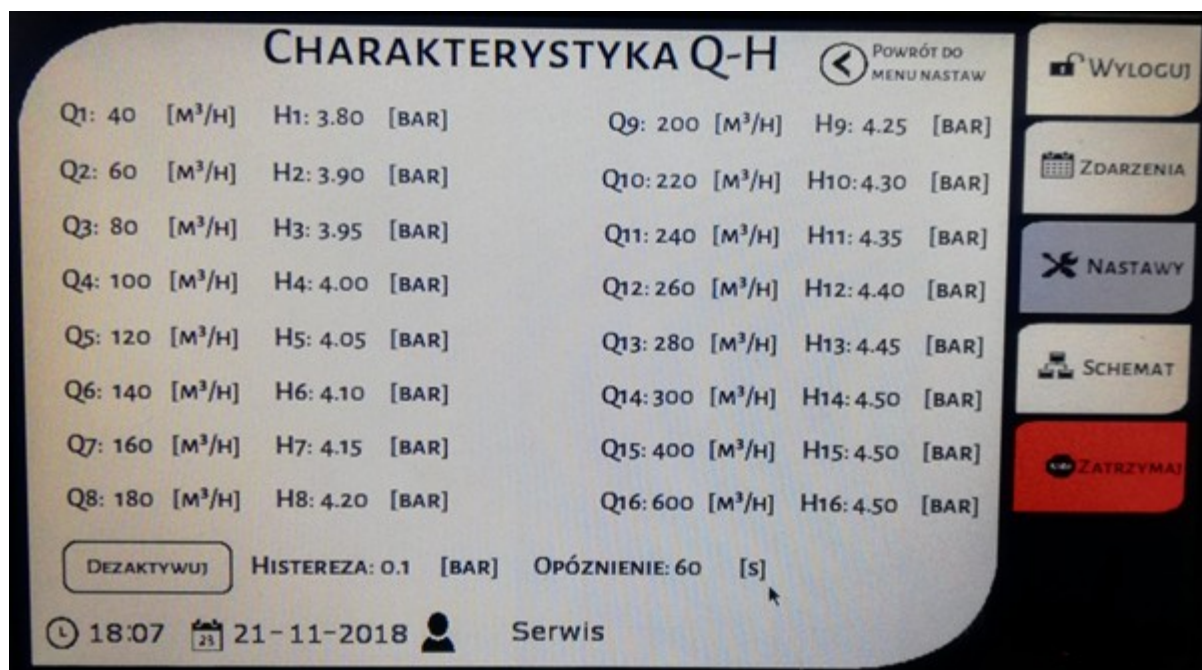 CHARAKTERYSTYKA Q-H
POWRÓT DO
MENU NASTAW
Q1: 40 [M³/H] H1: 3.80 [BAR]
Q2: 60 [M³/H] H2: 3.90 [BAR]
Q3: 80 [M³/H] H3: 3.95 [BAR]
Q4: 100 [M³/H] H4: 4.00 [BAR]
Q5: 120 [M³/H] H5: 4.05 [BAR]
Q6: 140 [M³/H] H6: 4.10 [BAR]
Q7: 160 [M³/H] H7: 4.15 [BAR]
Q8: 180 [M³/H] H8: 4.20 [BAR]
Q9: 200 [M³/H] H9: 4.25 [BAR]
Q10: 220 [M³/H] H10: 4.30 [BAR]
Q11: 240 [M³/H] H11: 4.35 [BAR]
Q12: 260 [M³/H] H12: 4.40 [BAR]
Q13: 280 [M³/H] H13: 4.45 [BAR]
Q14: 300 [M³/H] H14: 4.50 [BAR]
Q15: 400 [M³/H] H15: 4.50 [BAR]
Q16: 600 [M³/H] H16: 4.50 [BAR]
DEZAKTYWUJ HISTEREZA: 0.1 [BAR] OPÓZNIENIE: 60 [S]
18:07 23 21-11-2018 Serwis
WYLOGUJ
ZDARZENIA
NASTAWY
SCHEMAT
ZATRZYMAJ